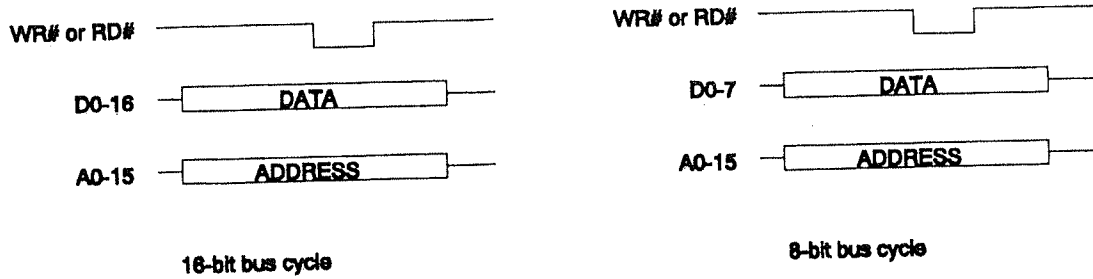 WR# or RD#
D0-16
DATA
A0-15
ADDRESS
16-bit bus cycle
WR# or RD#
D0-7
DATA
A0-15
ADDRESS
8-bit bus cycle